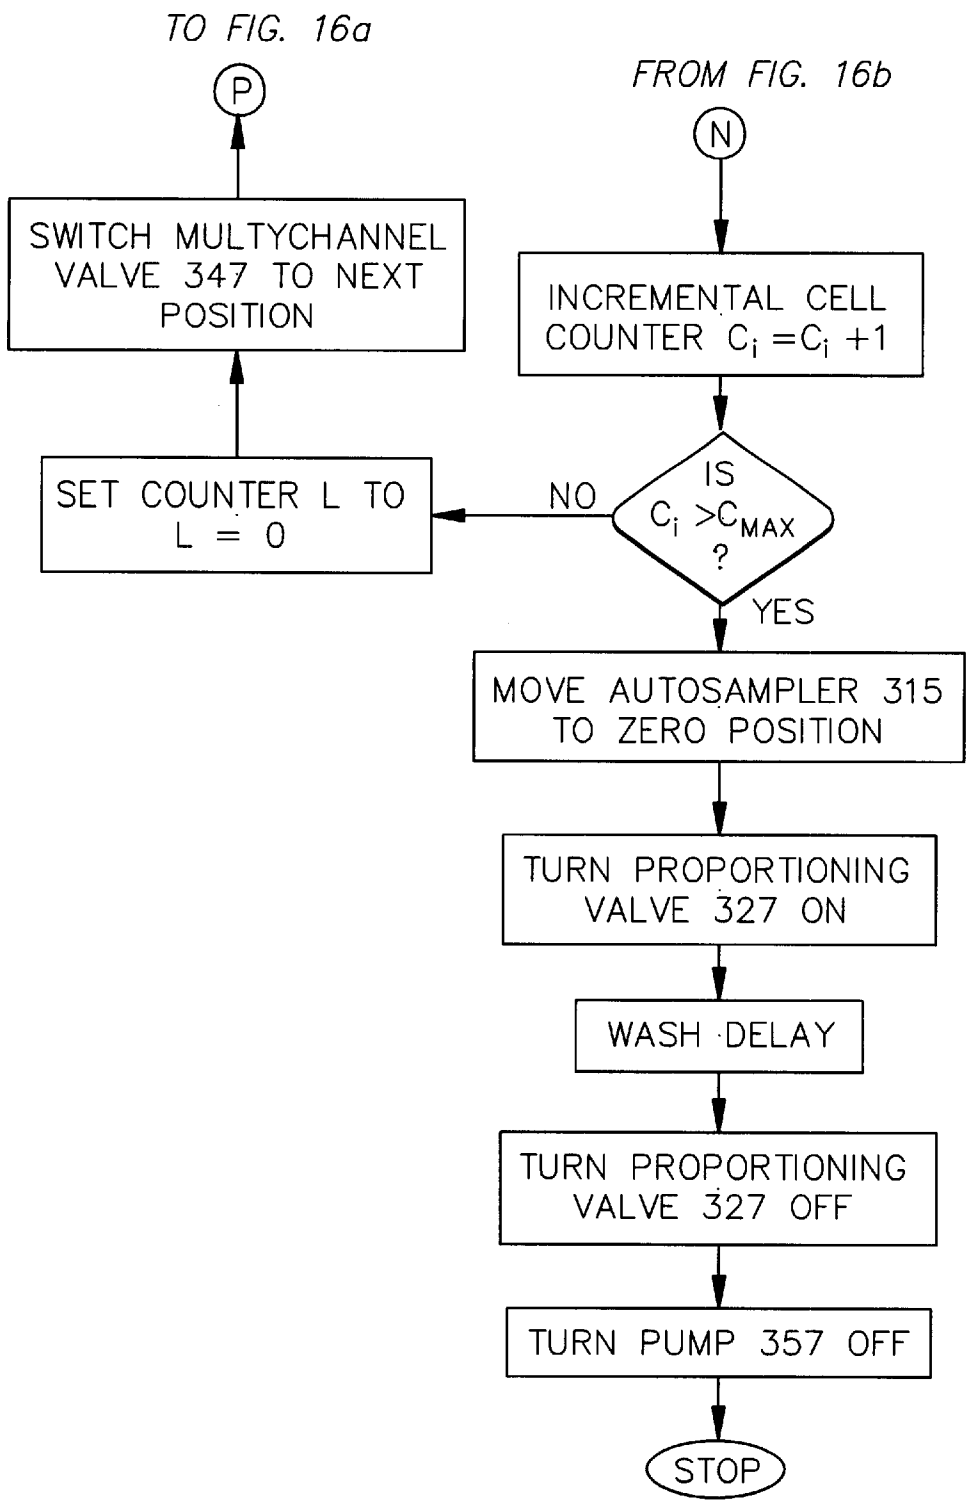 TO FIG. 16a
P
SWITCH MULTYCHANNEL
VALVE 347 TO NEXT
POSITION
SET COUNTER L TO
L = 0
NO
FROM FIG. 16b
N
INCREMENTAL CELL
COUNTER Ci =Ci +1
IS
Ci >CMAX
?
YES
MOVE AUTOSAMPLER 315
TO ZERO POSITION
TURN PROPORTIONING
VALVE 327 ON
WASH DELAY
TURN PROPORTIONING
VALVE 327 OFF
TURN PUMP 357 OFF
STOP